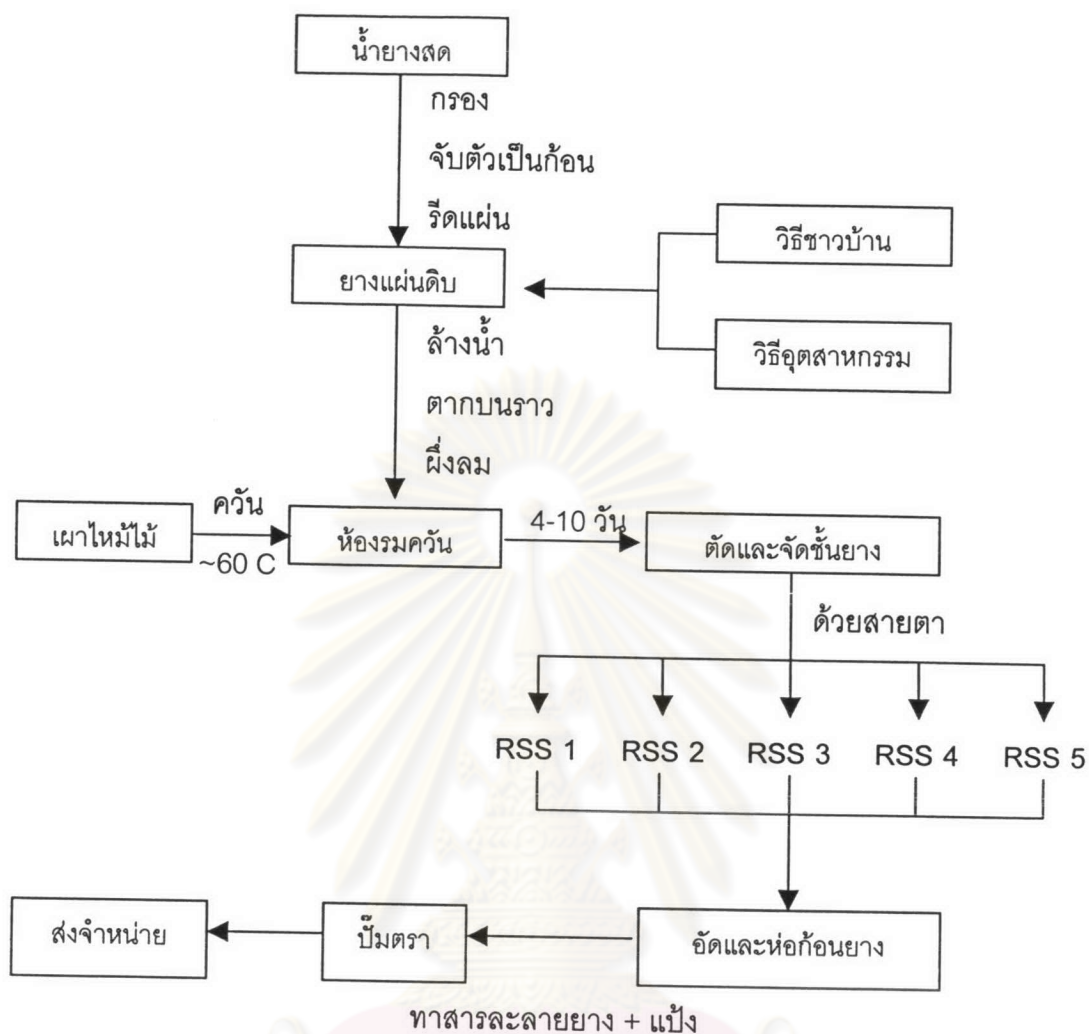 น้ำยางสด
กรอง
จับตัวเป็นก้อน
รีดแผ่น
วิธีชาวบ้าน
ยางแผ่นดิบ
วิธีอุตสาหกรรม
ล้างน้ำ
ตากบนราว
ผึ่งลม
เผาไหม้ไม้
ควัน
~60 C
ห้องรมควัน
4-10 วัน
ตัดและจัดชั้นยาง
ด้วยสายตา
RSS 1 RSS 2 RSS 3 RSS 4 RSS 5
ส่งจำหน่าย
ปั๊มตรา
อัดและห่อก้อนยาง
ทาสารละลายยาง + แป้ง